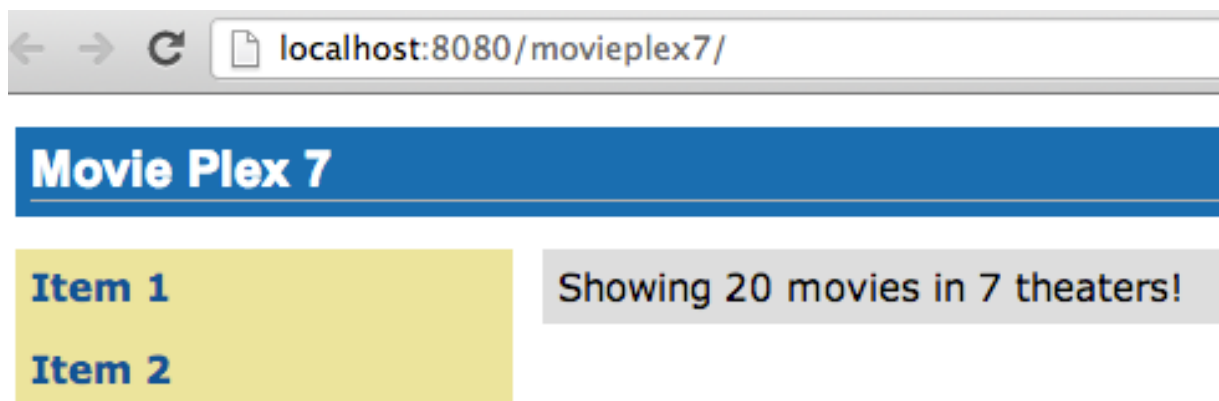 localhost:8080/movieplex7/
Movie Plex 7
Item 1
Showing 20 movies in 7 theaters!
Item 2